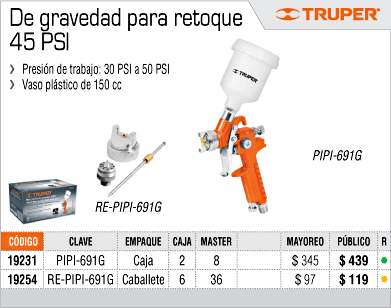 De gravedad para retoque
45 PSI
TRUPER®
Presión de trabajo: 30 PSI a 50 PSI
Vaso plástico de 150 cc
PIPI-691G
RE-PIPI-691G
TRUPER
CÓDIGO CLAVE EMPAQUE CAJA MASTER MAYOREO PÚBLICO R
19231 PIPI-691G Caja 2 8 $ 345 $ 439
19254 RE-PIPI-691G Caballete 6 36 $ 97 $ 119